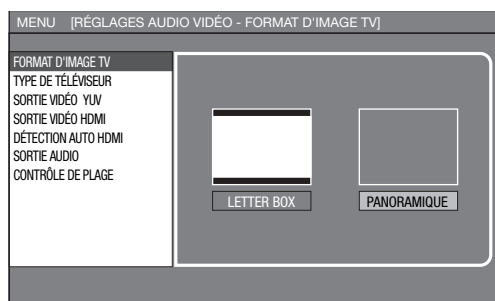 MENU [RÉGLAGES AUDIO VIDÉO - FORMAT D'IMAGE TV]
FORMAT D'IMAGE TV
TYPE DE TÉLÉVISEUR
SORTIE VIDÉO YUV
SORTIE VIDÉO HDMI
DÉTECTION AUTO HDMI
SORTIE AUDIO
CONTRÔLE DE PLAGE
LETTER BOX
PANORAMIQUE